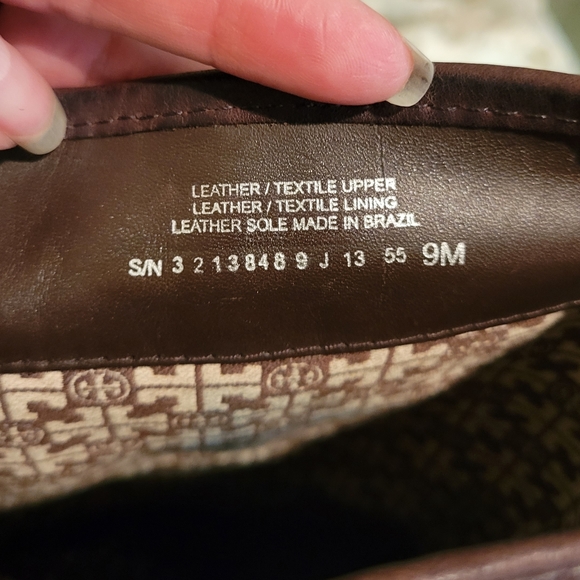 LEATHER / TEXTILE UPPER
LEATHER / TEXTILE LINING
LEATHER SOLE MADE IN BRAZIL
S/N 3 2 1 3 8 4 8 9 J 13 55 9M